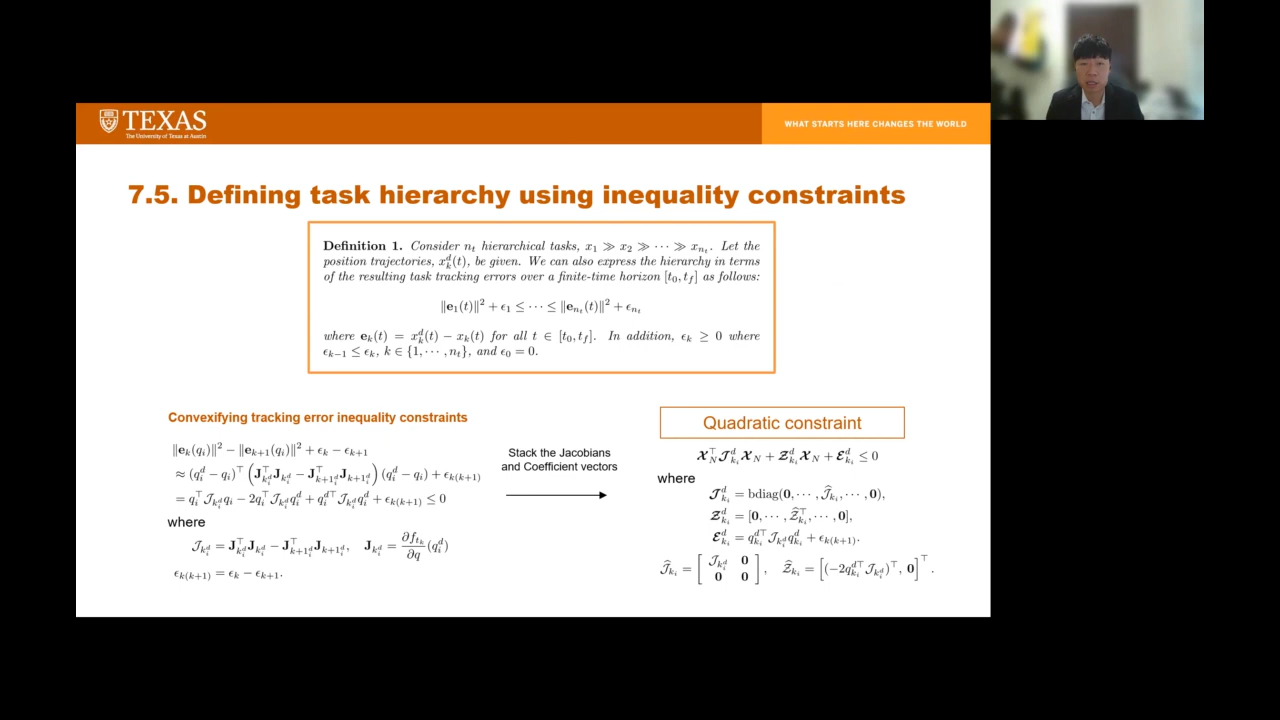 TEXAS
The University of Texas at Austin
WHAT STARTS HERE CHANGES THE WORLD
7.5. Defining task hierarchy using inequality constraints
Definition 1. Consider n_t hierarchical tasks, x_1 ≫ x_2 ≫ ⋯ ≫ x_{n_t}. Let the
position trajectories, x_k^d(t), be given. We can also express the hierarchy in terms
of the resulting task tracking errors over a finite-time horizon [t_0, t_f] as follows:
‖e_1(t)‖² + ϵ_1 ≤ ⋯ ≤ ‖e_{n_t}(t)‖² + ϵ_{n_t}
where e_k(t) = x_k^d(t) − x_k(t) for all t ∈ [t_0, t_f]. In addition, ϵ_k ≥ 0 where
ϵ_{k−1} ≤ ϵ_k, k ∈ {1, ⋯ , n_t}, and ϵ_0 = 0.
Convexifying tracking error inequality constraints
‖e_k(q_i)‖² − ‖e_{k+1}(q_i)‖² + ϵ_k − ϵ_{k+1}
≈ (q_i^d − q_i)^⊤ (J_{k_i^d}^⊤ J_{k_i^d} − J_{k+1_i^d}^⊤ J_{k+1_i^d}) (q_i^d − q_i) + ϵ_{k(k+1)}
= q_i^⊤ 𝒥_{k_i^d} q_i − 2q_i^⊤ 𝒥_{k_i^d} q_i^d + q_i^{d⊤} 𝒥_{k_i^d} q_i^d + ϵ_{k(k+1)} ≤ 0
where
𝒥_{k_i^d} = J_{k_i^d}^⊤ J_{k_i^d} − J_{k+1_i^d}^⊤ J_{k+1_i^d}, J_{k_i^d} = ∂f_{t_k}/∂q (q_i^d)
ϵ_{k(k+1)} = ϵ_k − ϵ_{k+1}.
Stack the Jacobians
and Coefficient vectors
Quadratic constraint
𝓧_N^⊤ 𝓙_{k_i}^d 𝓧_N + 𝓩_{k_i}^d 𝓧_N + 𝓔_{k_i}^d ≤ 0
where
𝓙_{k_i}^d = bdiag(0, ⋯ , 𝒥̂_{k_i}, ⋯ , 0),
𝓩_{k_i}^d = [0, ⋯ , 𝒵̂_{k_i}^⊤, ⋯ , 0],
𝓔_{k_i}^d = q_{k_i}^{d⊤} 𝒥_{k_i^d} q_{k_i}^d + ϵ_{k(k+1)}.
𝒥̂_{k_i} = [ 𝒥_{k_i^d} 0 ; 0 0 ], 𝒵̂_{k_i} = [(−2q_{k_i}^{d⊤} 𝒥_{k_i^d})^⊤, 0]^⊤.